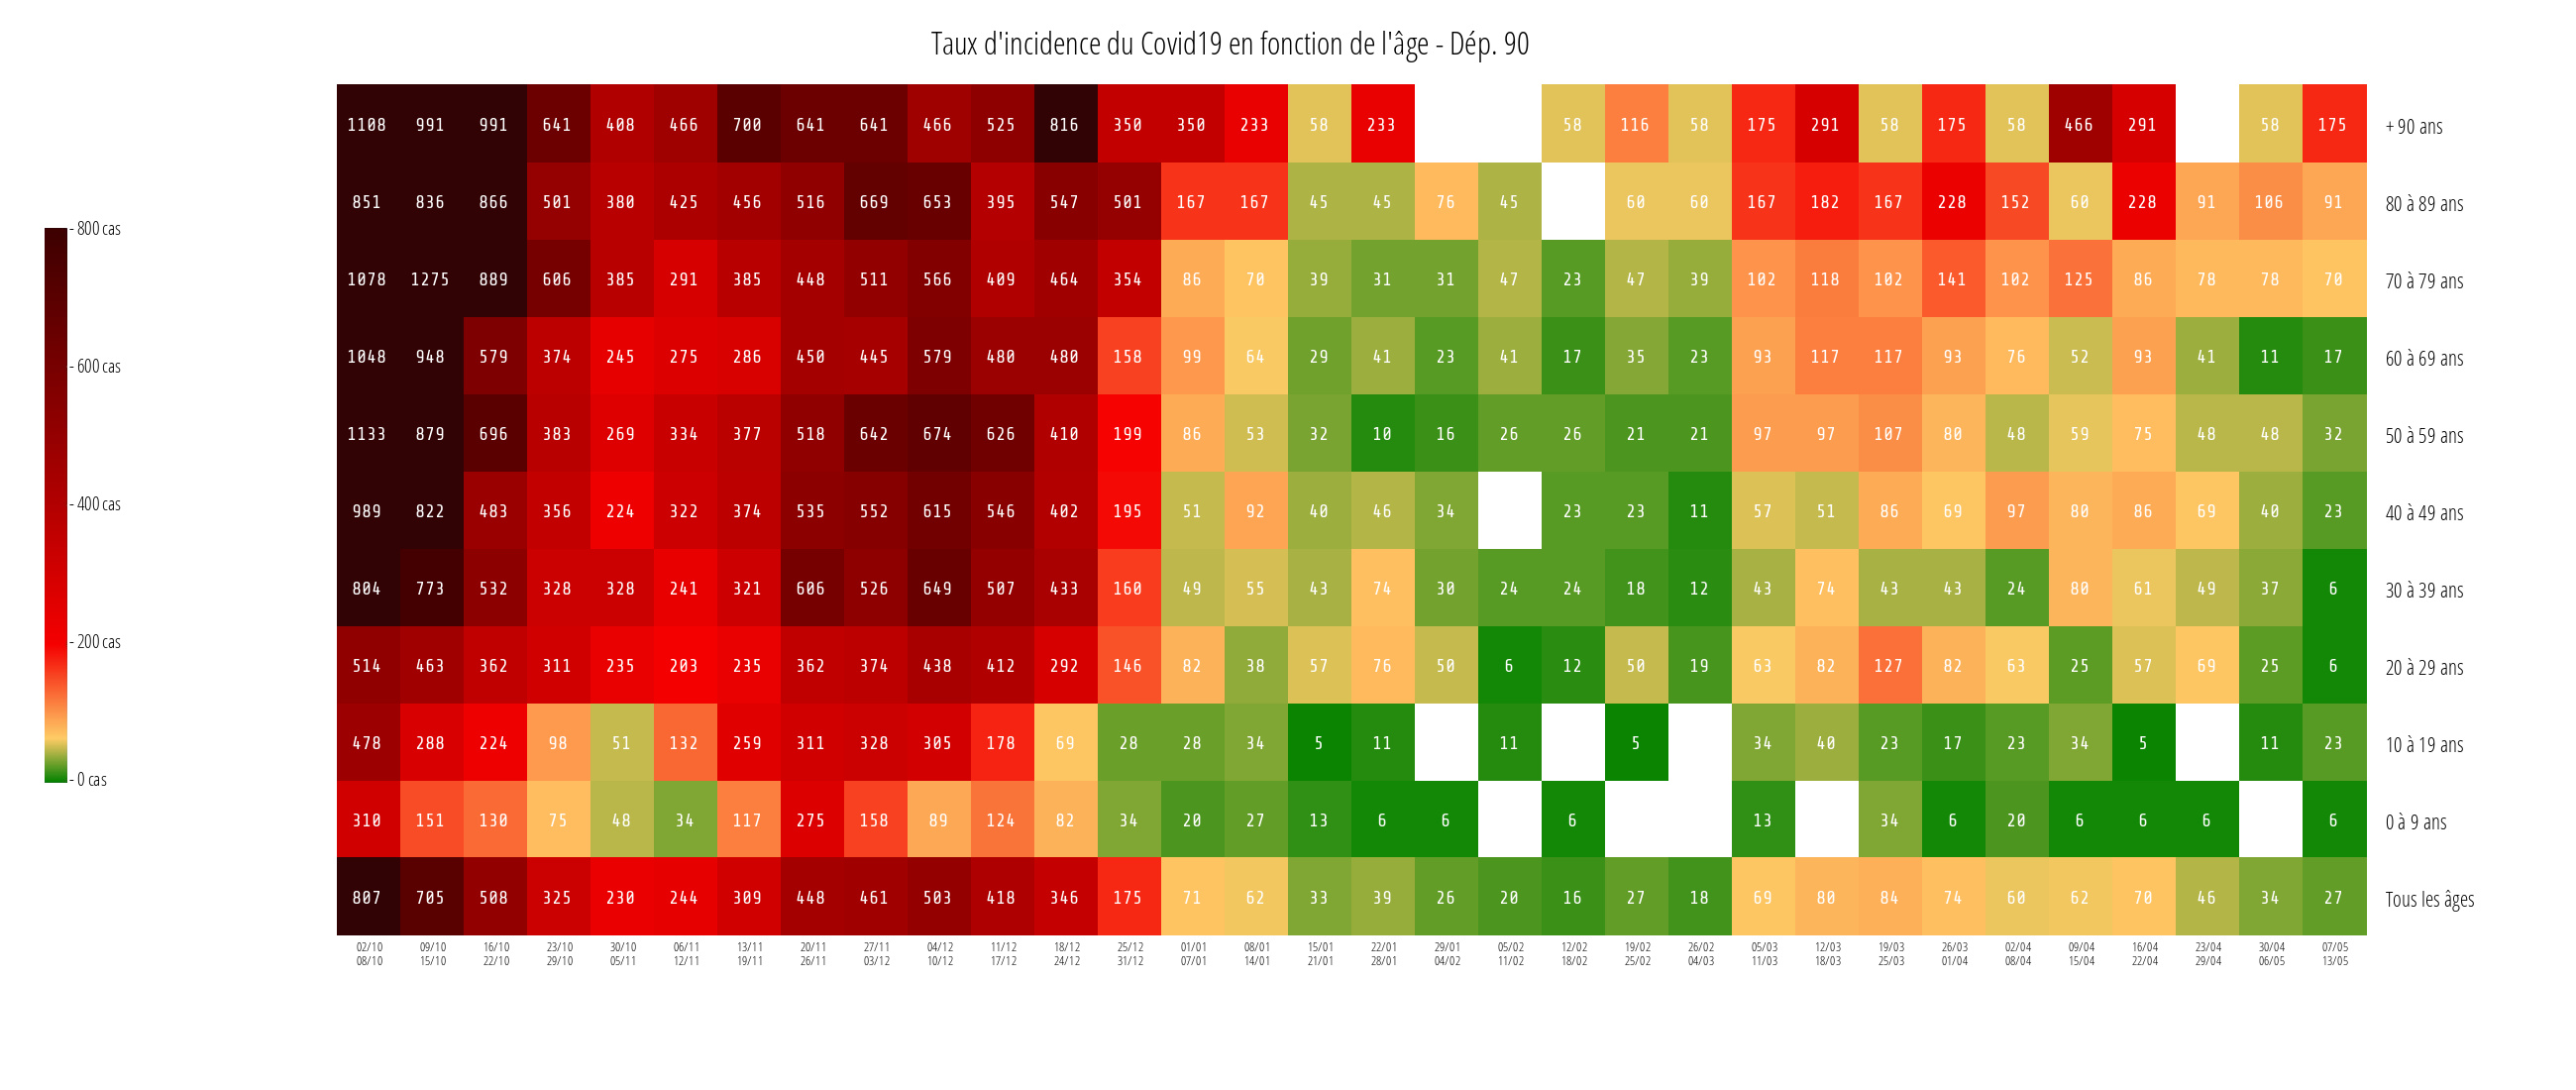 Taux d'incidence du Covid19 en fonction de l'âge - Dép. 90
- 800 cas
- 600 cas
- 400 cas
- 200 cas
- 0 cas
1108 991 991 641 408 466 700 641 641 466 525 816 350 350 233 58 233 58 116 58 175 291 58 175 58 466 291 58 175 + 90 ans
851 836 866 501 380 425 456 516 669 653 395 547 501 167 167 45 45 76 45 60 60 167 182 167 228 152 60 228 91 106 91 80 à 89 ans
1078 1275 889 606 385 291 385 448 511 566 409 464 354 86 70 39 31 31 47 23 47 39 102 118 102 141 102 125 86 78 78 70 70 à 79 ans
1048 948 579 374 245 275 286 450 445 579 480 480 158 99 64 29 41 23 41 17 35 23 93 117 117 93 76 52 93 41 11 17 60 à 69 ans
1133 879 696 383 269 334 377 518 642 674 626 410 199 86 53 32 10 16 26 26 21 21 97 97 107 80 48 59 75 48 48 32 50 à 59 ans
989 822 483 356 224 322 374 535 552 615 546 402 195 51 92 40 46 34 23 23 11 57 51 86 69 97 80 86 69 40 23 40 à 49 ans
804 773 532 328 328 241 321 606 526 649 507 433 160 49 55 43 74 30 24 24 18 12 43 74 43 43 24 80 61 49 37 6 30 à 39 ans
514 463 362 311 235 203 235 362 374 438 412 292 146 82 38 57 76 50 6 12 50 19 63 82 127 82 63 25 57 69 25 6 20 à 29 ans
478 288 224 98 51 132 259 311 328 305 178 69 28 28 34 5 11 11 5 34 40 23 17 23 34 5 11 23 10 à 19 ans
310 151 130 75 48 34 117 275 158 89 124 82 34 20 27 13 6 6 6 13 34 6 20 6 6 6 6 0 à 9 ans
807 705 508 325 230 244 309 448 461 503 418 346 175 71 62 33 39 26 20 16 27 18 69 80 84 74 60 62 70 46 34 27 Tous les âges
02/10 09/10 16/10 23/10 30/10 06/11 13/11 20/11 27/11 04/12 11/12 18/12 25/12 01/01 08/01 15/01 22/01 29/01 05/02 12/02 19/02 26/02 05/03 12/03 19/03 26/03 02/04 09/04 16/04 23/04 30/04 07/05
08/10 15/10 22/10 29/10 05/11 12/11 19/11 26/11 03/12 10/12 17/12 24/12 31/12 07/01 14/01 21/01 28/01 04/02 11/02 18/02 25/02 04/03 11/03 18/03 25/03 01/04 08/04 15/04 22/04 29/04 06/05 13/05